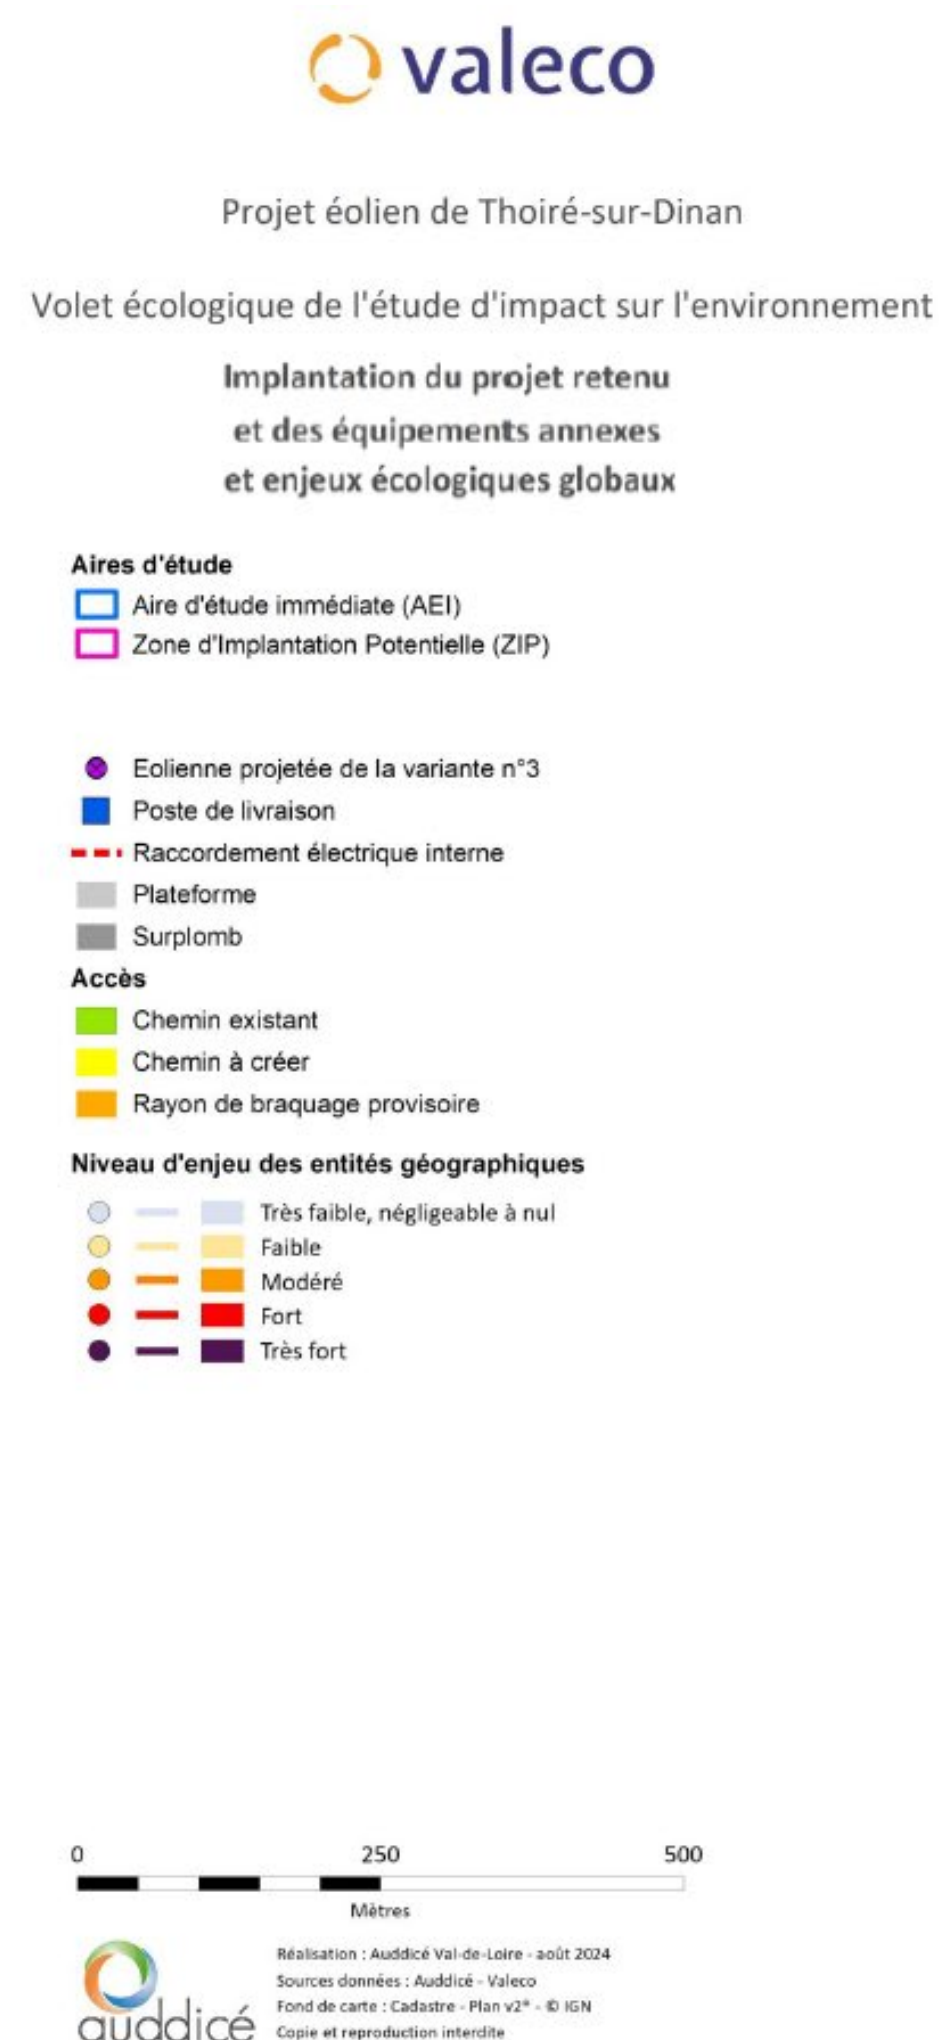 valeco
Projet éolien de Thoiré-sur-Dinan
Volet écologique de l'étude d'impact sur l'environnement
Implantation du projet retenu
et des équipements annexes
et enjeux écologiques globaux
Aires d'étude
Aire d'étude immédiate (AEI)
Zone d'Implantation Potentielle (ZIP)
Eolienne projetée de la variante n°3
Poste de livraison
Raccordement électrique interne
Plateforme
Surplomb
Accès
Chemin existant
Chemin à créer
Rayon de braquage provisoire
Niveau d'enjeu des entités géographiques
Très faible, négligeable à nul
Faible
Modéré
Fort
Très fort
0 250 500
Mètres
Réalisation : Auddicé Val-de-Loire - août 2024
Sources données : Auddicé - Valeco
Fond de carte : Cadastre - Plan v2® - © IGN
Copie et reproduction interdite
auddicé